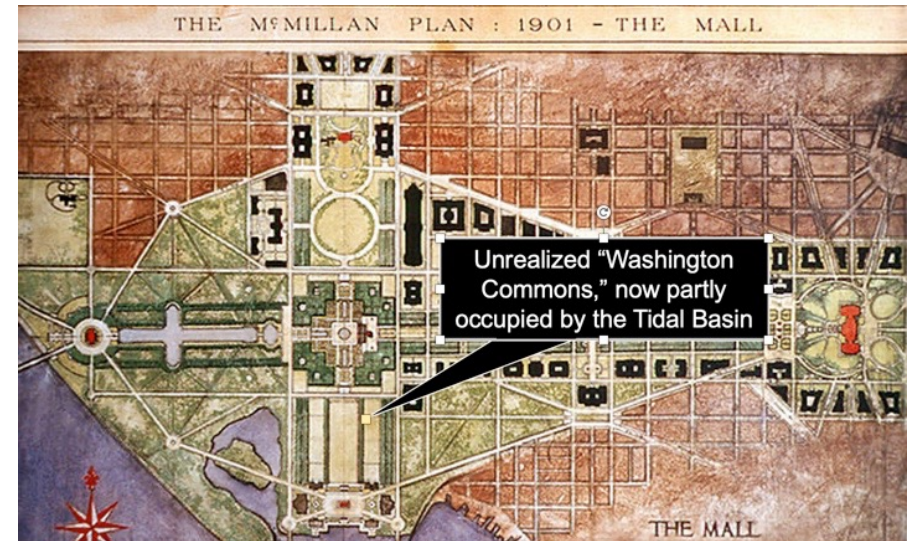 THE MCMILLAN PLAN : 1901 - THE MALL
Unrealized “Washington
Commons,” now partly
occupied by the Tidal Basin
THE MALL